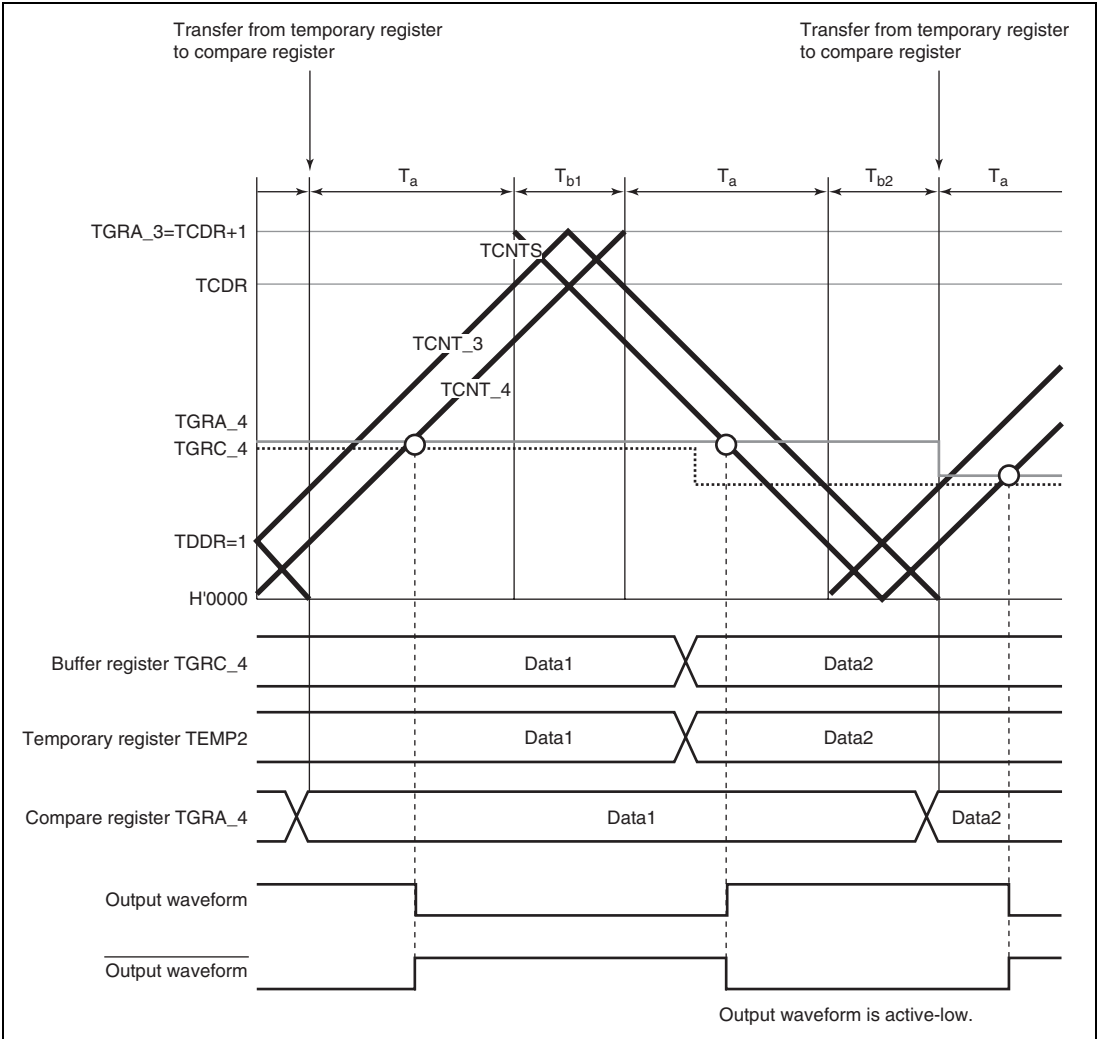 Transfer from temporary register
to compare register
Transfer from temporary register
to compare register
Ta
Tb1
Ta
Tb2
Ta
TGRA_3=TCDR+1
TCNTS
TCDR
TCNT_3
TCNT_4
TGRA_4
TGRC_4
TDDR=1
H'0000
Buffer register TGRC_4
Data1
Data2
Temporary register TEMP2
Data1
Data2
Compare register TGRA_4
Data1
Data2
Output waveform
Output waveform
Output waveform is active-low.